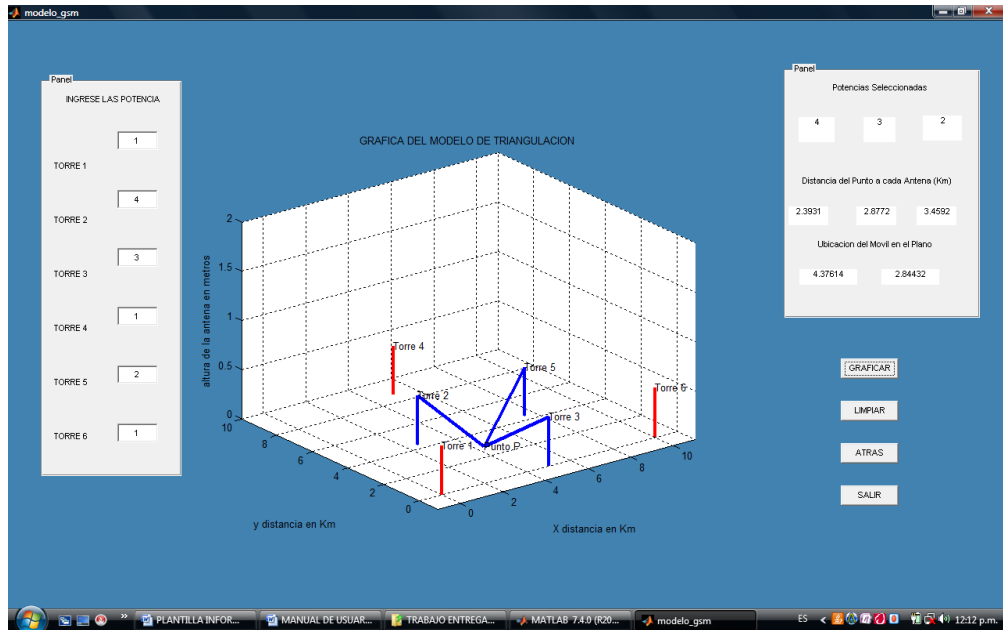 modelo_gsm
Panel
INGRESE LAS POTENCIA
1
TORRE 1
4
TORRE 2
3
TORRE 3
1
TORRE 4
2
TORRE 5
1
TORRE 6
GRAFICA DEL MODELO DE TRIANGULACION
altura de la antena en metros
2
1.5
1
0.5
0
10
8
6
4
2
0
y distancia en Km
0
2
4
6
8
10
X distancia en Km
Torre 4
Torre 5
Torre 2
Torre 6
Torre 3
Torre 1
Punto P
Panel
Potencias Seleccionadas
4 3 2
Distancia del Punto a cada Antena (Km)
2.3931 2.8772 3.4592
Ubicacion del Movil en el Plano
4.37614 2.84432
GRAFICAR
LIMPIAR
ATRAS
SALIR
PLANTILLA INFOR...
MANUAL DE USUAR...
TRABAJO ENTREGA...
MATLAB 7.4.0 (R20...
modelo_gsm
ES
12:12 p.m.